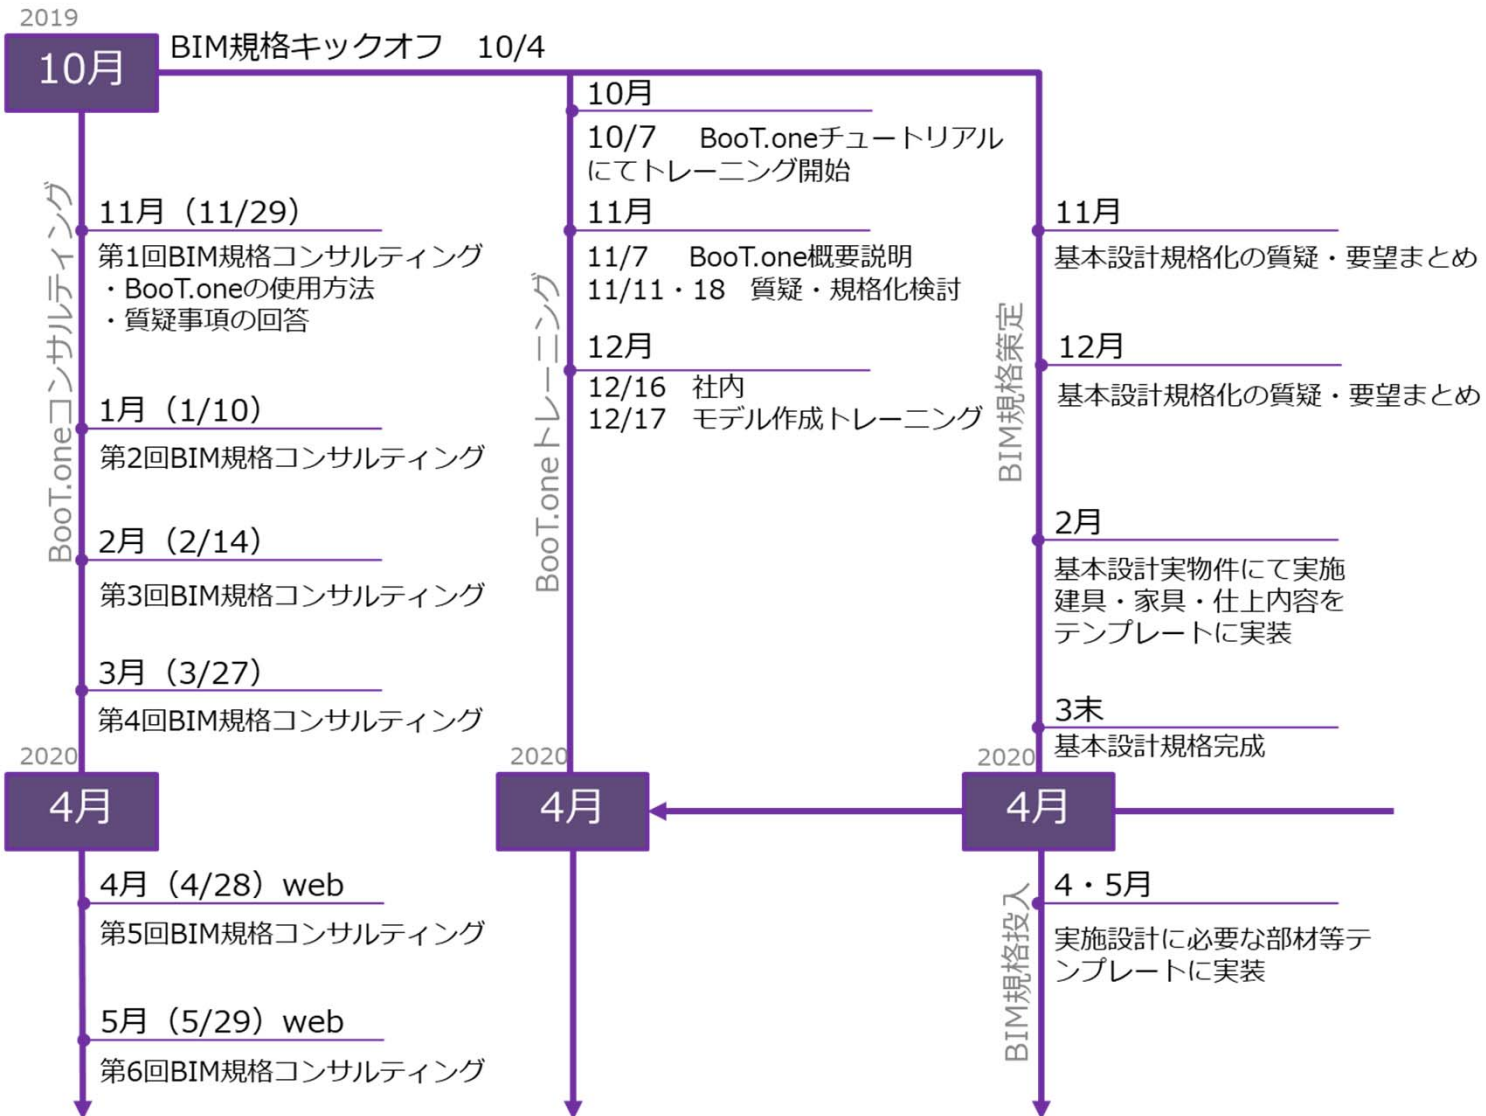 2019
10月
BIM規格キックオフ　10/4
BooT.oneコンサルティング
11月（11/29）
第1回BIM規格コンサルティング
・BooT.oneの使用方法
・質疑事項の回答
1月（1/10）
第2回BIM規格コンサルティング
2月（2/14）
第3回BIM規格コンサルティング
3月（3/27）
第4回BIM規格コンサルティング
2020
4月
4月（4/28）web
第5回BIM規格コンサルティング
5月（5/29）web
第6回BIM規格コンサルティング
BooT.oneトレーニング
10月
10/7　BooT.oneチュートリアル
にてトレーニング開始
11月
11/7　BooT.one概要説明
11/11・18　質疑・規格化検討
12月
12/16　社内
12/17　モデル作成トレーニング
2020
4月
BIM規格策定
11月
基本設計規格化の質疑・要望まとめ
12月
基本設計規格化の質疑・要望まとめ
2月
基本設計実物件にて実施
建具・家具・仕上内容を
テンプレートに実装
3末
基本設計規格完成
2020
4月
BIM規格投入
4・5月
実施設計に必要な部材等テ
ンプレートに実装